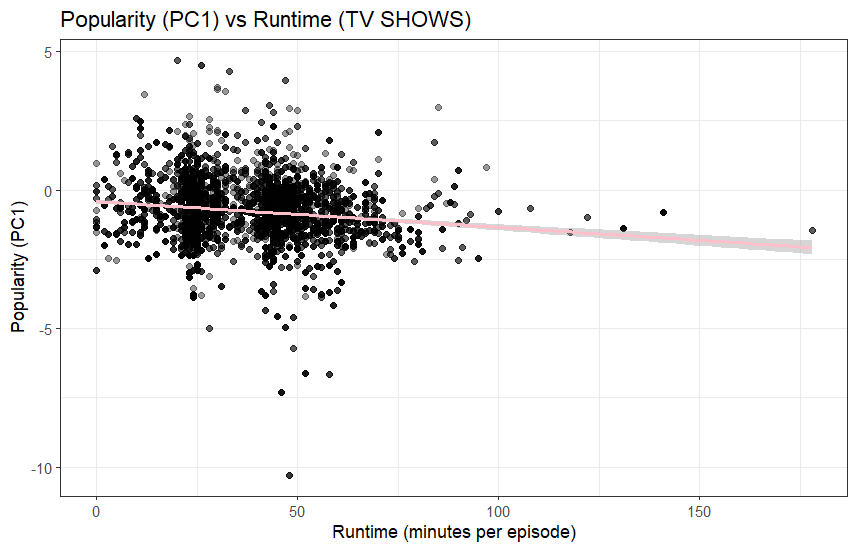 Popularity (PC1) vs Runtime (TV SHOWS)
5
0
-5
-10
Popularity (PC1)
0
50
100
150
Runtime (minutes per episode)